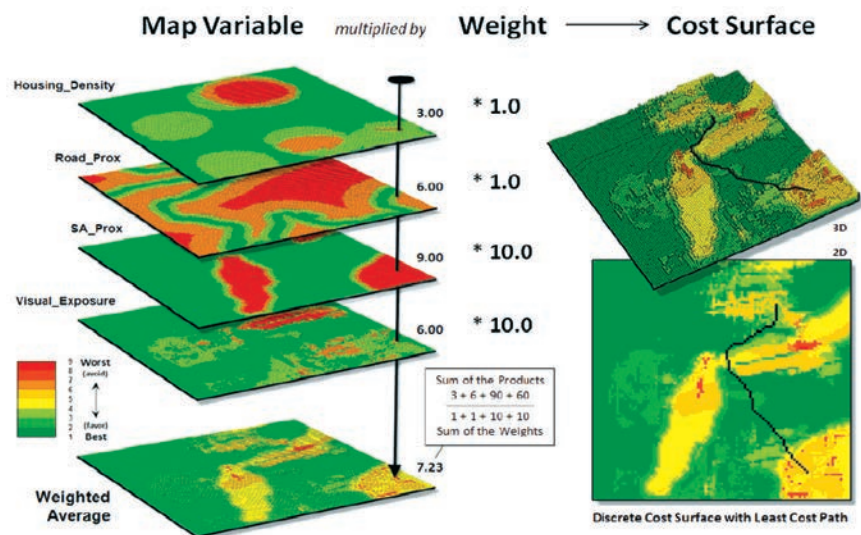 Map Variable multiplied by Weight Cost Surface
Housing_Density
3.00 * 1.0
Road_Prox
6.00 * 1.0
SA_Prox
9.00 * 10.0
Visual_Exposure
6.00 * 10.0
9 Worst
8 (avoid)
7
6
5
4
3 (favor)
2 Best
1
Sum of the Products
3 + 6 + 90 + 60
1 + 1 + 10 + 10
Sum of the Weights
7.23
Weighted
Average
3D
2D
Discrete Cost Surface with Least Cost Path